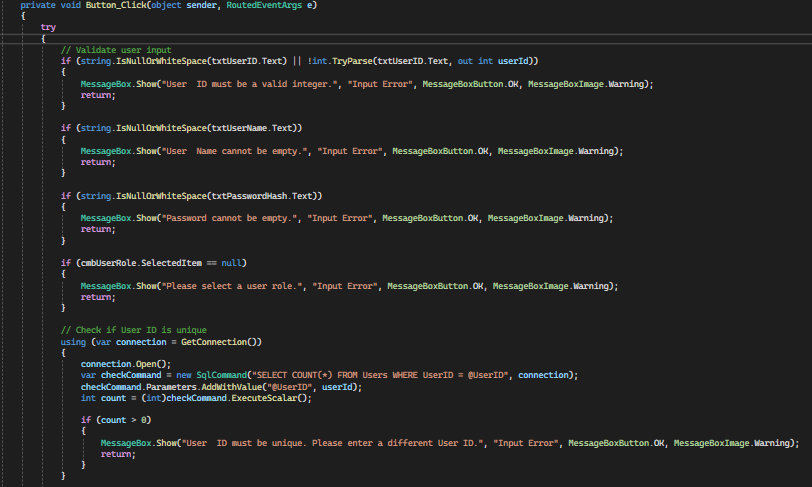 private void Button_Click(object sender, RoutedEventArgs e)
{
try
{
// Validate user input
if (string.IsNullOrWhiteSpace(txtUserID.Text) || !int.TryParse(txtUserID.Text, out int userId))
{
MessageBox.Show("User  ID must be a valid integer.", "Input Error", MessageBoxButton.OK, MessageBoxImage.Warning);
return;
}
if (string.IsNullOrWhiteSpace(txtUserName.Text))
{
MessageBox.Show("User  Name cannot be empty.", "Input Error", MessageBoxButton.OK, MessageBoxImage.Warning);
return;
}
if (string.IsNullOrWhiteSpace(txtPasswordHash.Text))
{
MessageBox.Show("Password cannot be empty.", "Input Error", MessageBoxButton.OK, MessageBoxImage.Warning);
return;
}
if (cmbUserRole.SelectedItem == null)
{
MessageBox.Show("Please select a user role.", "Input Error", MessageBoxButton.OK, MessageBoxImage.Warning);
return;
}
// Check if User ID is unique
using (var connection = GetConnection())
{
connection.Open();
var checkCommand = new SqlCommand("SELECT COUNT(*) FROM Users WHERE UserID = @UserID", connection);
checkCommand.Parameters.AddWithValue("@UserID", userId);
int count = (int)checkCommand.ExecuteScalar();
if (count > 0)
{
MessageBox.Show("User  ID must be unique. Please enter a different User ID.", "Input Error", MessageBoxButton.OK, MessageBoxImage.Warning);
return;
}
}